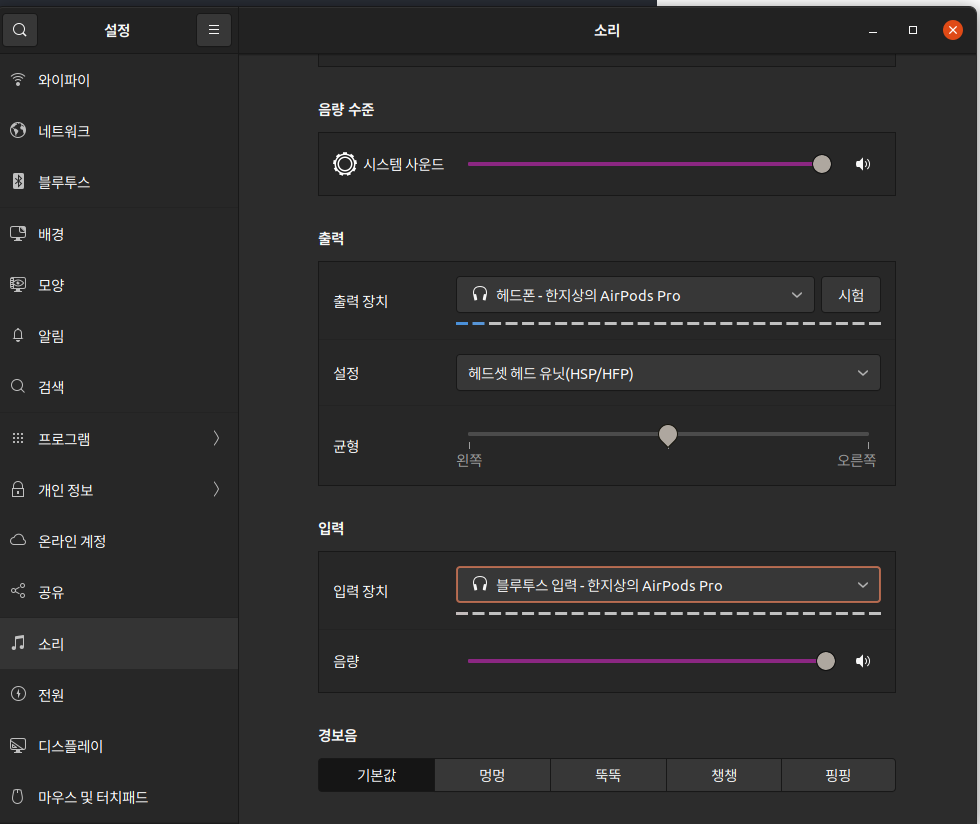 설정
소리
와이파이
네트워크
블루투스
배경
모양
알림
검색
프로그램
개인 정보
온라인 계정
공유
소리
전원
디스플레이
마우스 및 터치패드
음량 수준
시스템 사운드
출력
출력 장치
헤드폰 - 한지상의 AirPods Pro
시험
설정
헤드셋 헤드 유닛(HSP/HFP)
균형
왼쪽
오른쪽
입력
입력 장치
블루투스 입력 - 한지상의 AirPods Pro
음량
경보음
기본값
멍멍
뚝뚝
챙챙
핑핑